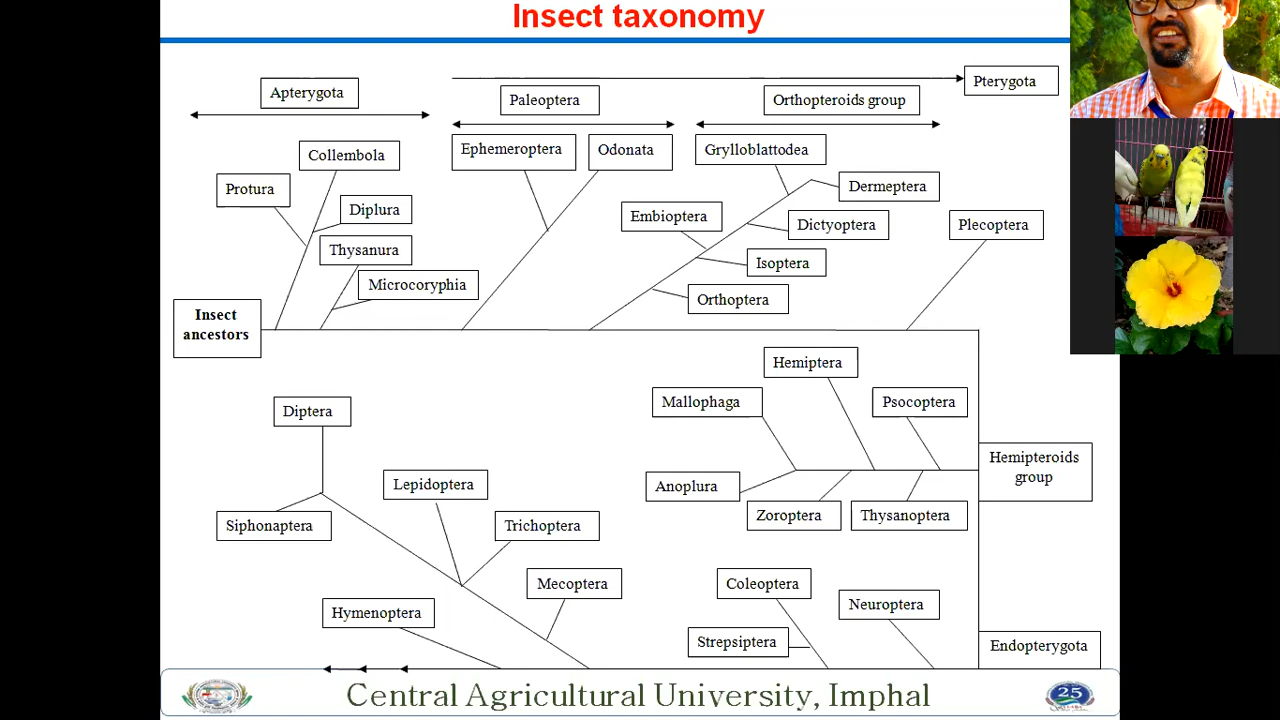 Insect taxonomy
Apterygota
Paleoptera
Orthopteroids group
Pterygota
Collembola
Ephemeroptera
Odonata
Grylloblattodea
Protura
Dermeptera
Diplura
Embioptera
Dictyoptera
Plecoptera
Thysanura
Isoptera
Microcoryphia
Orthoptera
Insect
ancestors
Hemiptera
Mallophaga
Psocoptera
Diptera
Hemipteroids
group
Lepidoptera
Anoplura
Siphonaptera
Trichoptera
Zoroptera
Thysanoptera
Mecoptera
Coleoptera
Neuroptera
Hymenoptera
Strepsiptera
Endopterygota
Central Agricultural University, Imphal
25